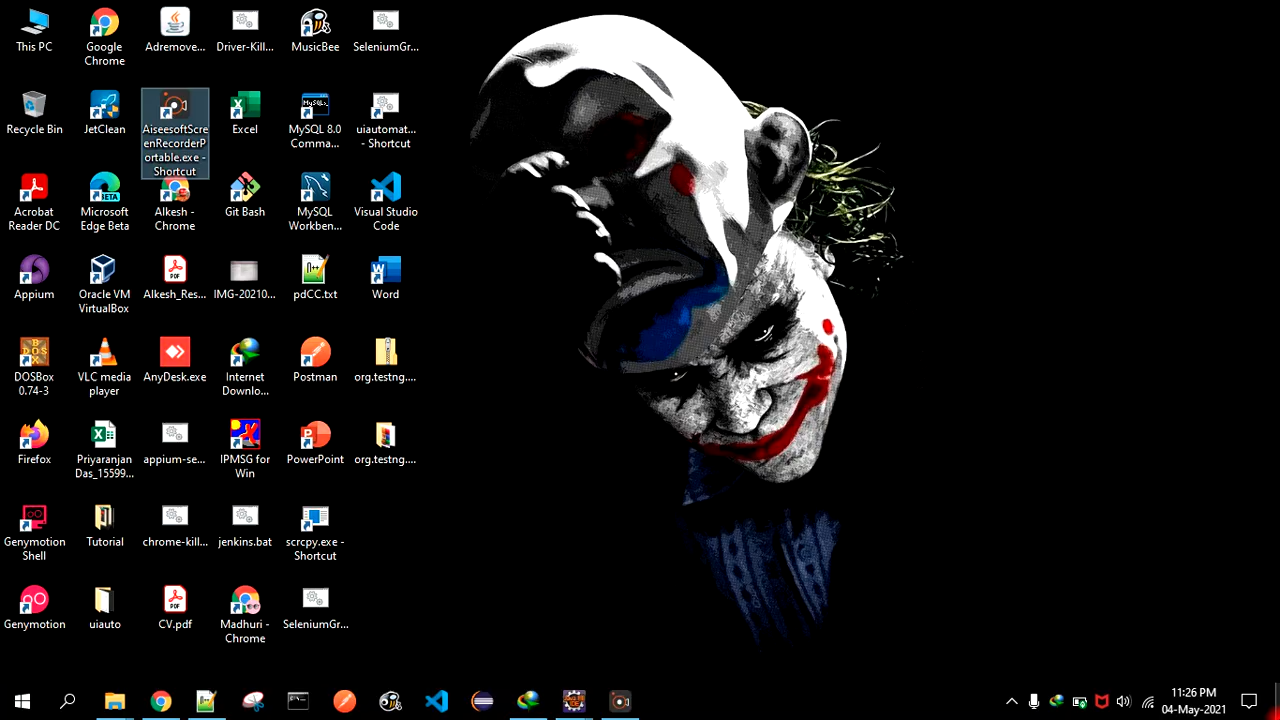 This PC
Google
Chrome
Adremove...
Driver-Kill...
MusicBee
SeleniumGr...
Recycle Bin
JetClean
AiseesoftScre
enRecorderP
ortable.exe -
Shortcut
Excel
MySQL 8.0
Comma...
uiautomat...
- Shortcut
Acrobat
Reader DC
Microsoft
Edge Beta
Alkesh -
Chrome
Git Bash
MySQL
Workben...
Visual Studio
Code
Appium
Oracle VM
VirtualBox
Alkesh_Res...
IMG-20210...
pdCC.txt
Word
DOSBox
0.74-3
VLC media
player
AnyDesk.exe
Internet
Downlo...
Postman
org.testng....
Firefox
Priyaranjan
Das_15599...
appium-se...
IPMSG for
Win
PowerPoint
org.testng....
Genymotion
Shell
Tutorial
chrome-kill...
jenkins.bat
scrcpy.exe -
Shortcut
Genymotion
uiauto
CV.pdf
Madhuri -
Chrome
SeleniumGr...
11:26 PM
04-May-2021